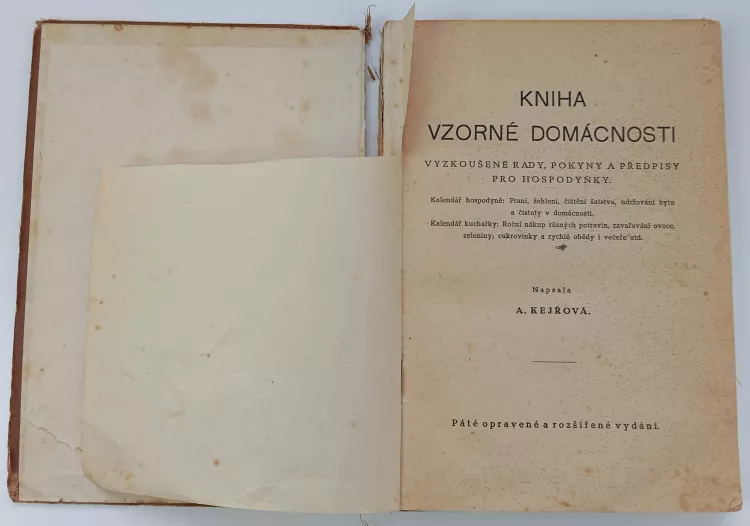 KNIHA
VZORNÉ DOMÁCNOSTI
VYZKOUŠENÉ RADY, POKYNY A PŘEDPISY
PRO HOSPODYŇKY.
Kalendář hospodyně: Praní, žehlení, čištění šatstva, udržování bytu
a čistoty v domácnosti.
Kalendář kuchařky: Roční nákup různých potravin, zavařování ovoce,
zeleniny; cukrovinky a rychlé obědy i večeře atd.
Napsala
A. KEJŘOVÁ.
Páté opravené a rozšířené vydání.